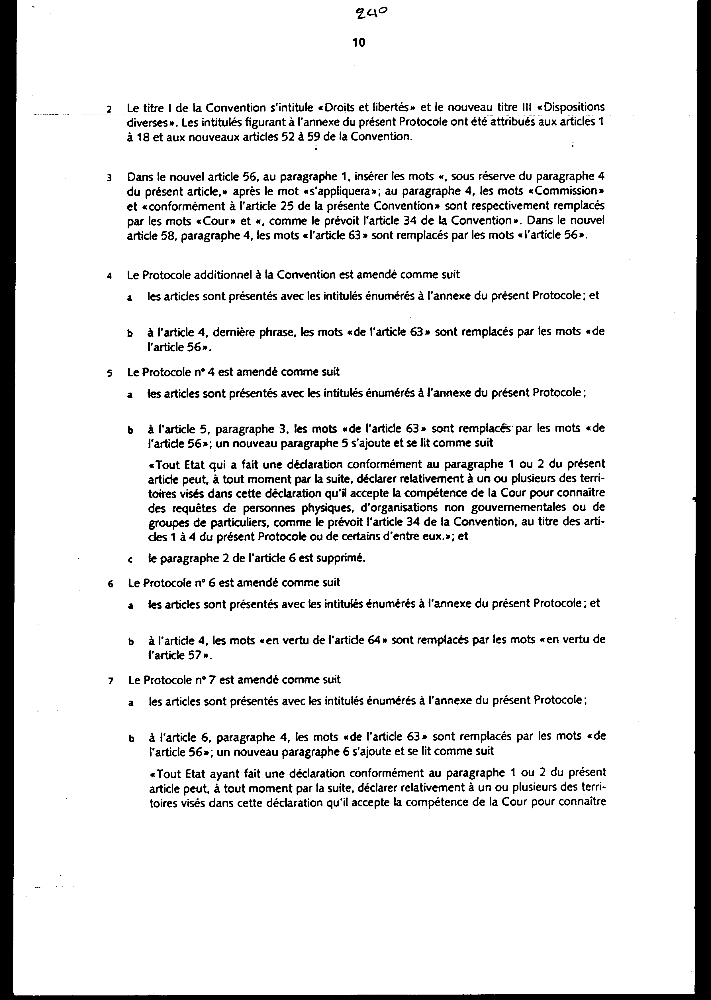 240
10
2 Le titre I de la Convention s'intitule «Droits et libertés» et le nouveau titre III «Dispositions
diverses». Les intitulés figurant à l'annexe du présent Protocole ont été attribués aux articles 1
à 18 et aux nouveaux articles 52 à 59 de la Convention.
3 Dans le nouvel article 56, au paragraphe 1, insérer les mots «, sous réserve du paragraphe 4
du présent article,» après le mot «s'appliquera»; au paragraphe 4, les mots «Commission»
et «conformément à l'article 25 de la présente Convention» sont respectivement remplacés
par les mots «Cour» et «, comme le prévoit l'article 34 de la Convention». Dans le nouvel
article 58, paragraphe 4, les mots «l'article 63» sont remplacés par les mots «l'article 56».
4 Le Protocole additionnel à la Convention est amendé comme suit
a les articles sont présentés avec les intitulés énumérés à l'annexe du présent Protocole; et
b à l'article 4, dernière phrase, les mots «de l'article 63» sont remplacés par les mots «de
l'article 56».
5 Le Protocole n° 4 est amendé comme suit
a les articles sont présentés avec les intitulés énumérés à l'annexe du présent Protocole;
b à l'article 5, paragraphe 3, les mots «de l'article 63» sont remplacés par les mots «de
l'article 56»; un nouveau paragraphe 5 s'ajoute et se lit comme suit
«Tout Etat qui a fait une déclaration conformément au paragraphe 1 ou 2 du présent
article peut, à tout moment par la suite, déclarer relativement à un ou plusieurs des terri-
toires visés dans cette déclaration qu'il accepte la compétence de la Cour pour connaître
des requêtes de personnes physiques, d'organisations non gouvernementales ou de
groupes de particuliers, comme le prévoit l'article 34 de la Convention, au titre des arti-
cles 1 à 4 du présent Protocole ou de certains d'entre eux.»; et
c le paragraphe 2 de l'article 6 est supprimé.
6 Le Protocole n° 6 est amendé comme suit
a les articles sont présentés avec les intitulés énumérés à l'annexe du présent Protocole; et
b à l'article 4, les mots «en vertu de l'article 64» sont remplacés par les mots «en vertu de
l'article 57».
7 Le Protocole n° 7 est amendé comme suit
a les articles sont présentés avec les intitulés énumérés à l'annexe du présent Protocole;
b à l'article 6, paragraphe 4, les mots «de l'article 63» sont remplacés par les mots «de
l'article 56»; un nouveau paragraphe 6 s'ajoute et se lit comme suit
«Tout Etat ayant fait une déclaration conformément au paragraphe 1 ou 2 du présent
article peut, à tout moment par la suite, déclarer relativement à un ou plusieurs des terri-
toires visés dans cette déclaration qu'il accepte la compétence de la Cour pour connaître